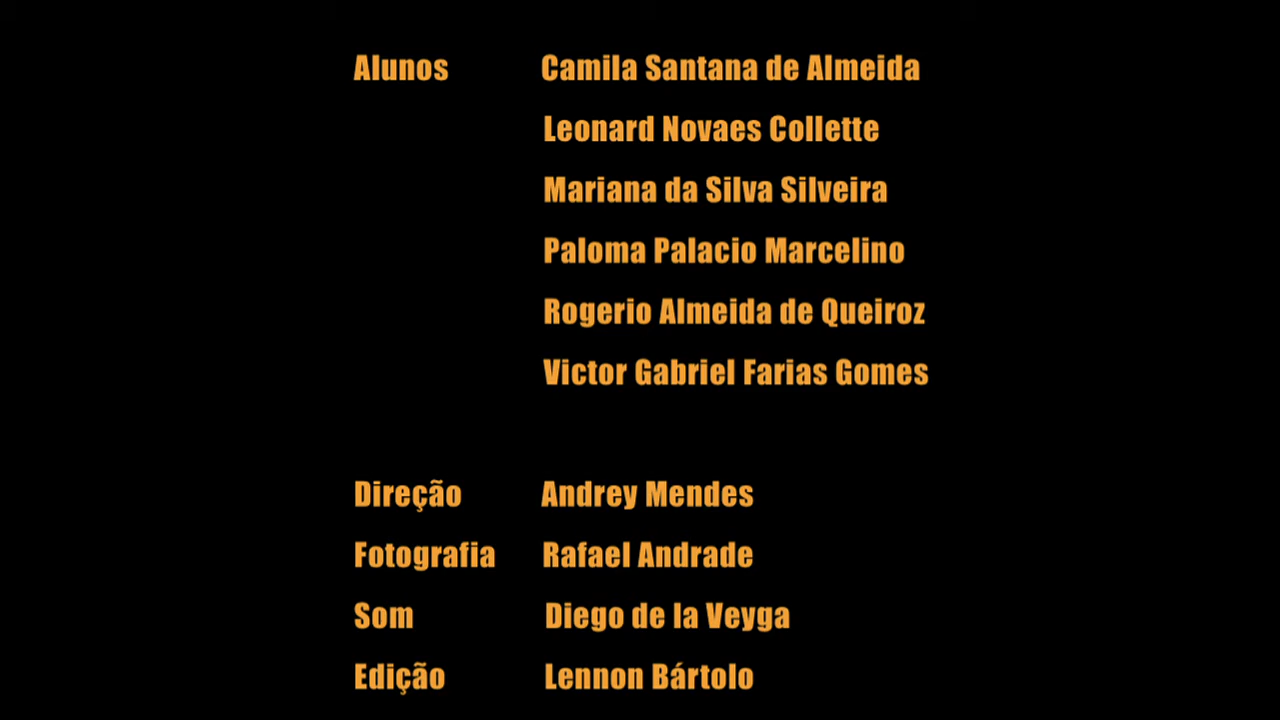 Alunos Camila Santana de Almeida
Leonard Novaes Collette
Mariana da Silva Silveira
Paloma Palacio Marcelino
Rogerio Almeida de Queiroz
Victor Gabriel Farias Gomes
Direção Andrey Mendes
Fotografia Rafael Andrade
Som Diego de la Veyga
Edição Lennon Bártolo